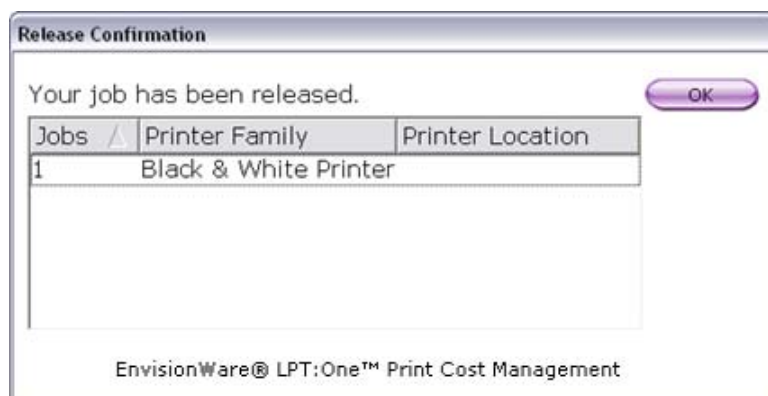 Release Confirmation
Your job has been released.
OK
Jobs Printer Family Printer Location
1 Black & White Printer
EnvisionWare® LPT:One™ Print Cost Management